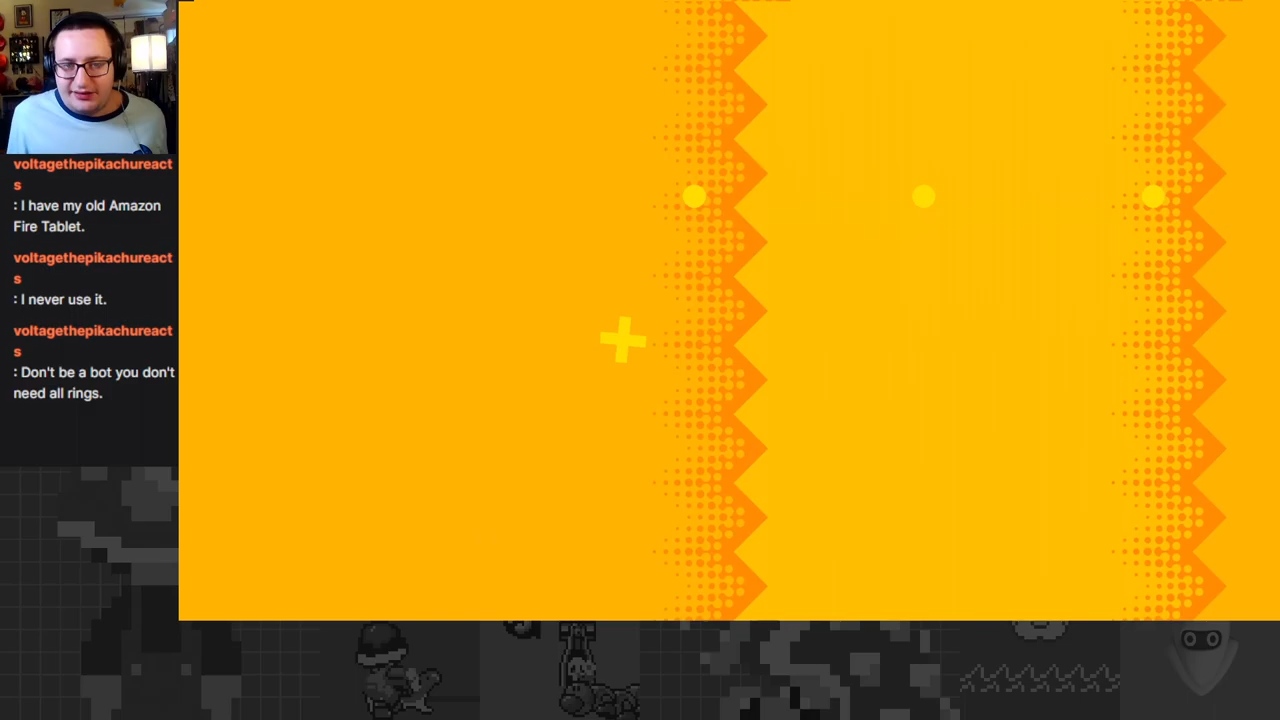 voltagethepikachureact
s
: I have my old Amazon
Fire Tablet.
voltagethepikachureact
s
: I never use it.
voltagethepikachureact
s
: Don't be a bot you don't
need all rings.